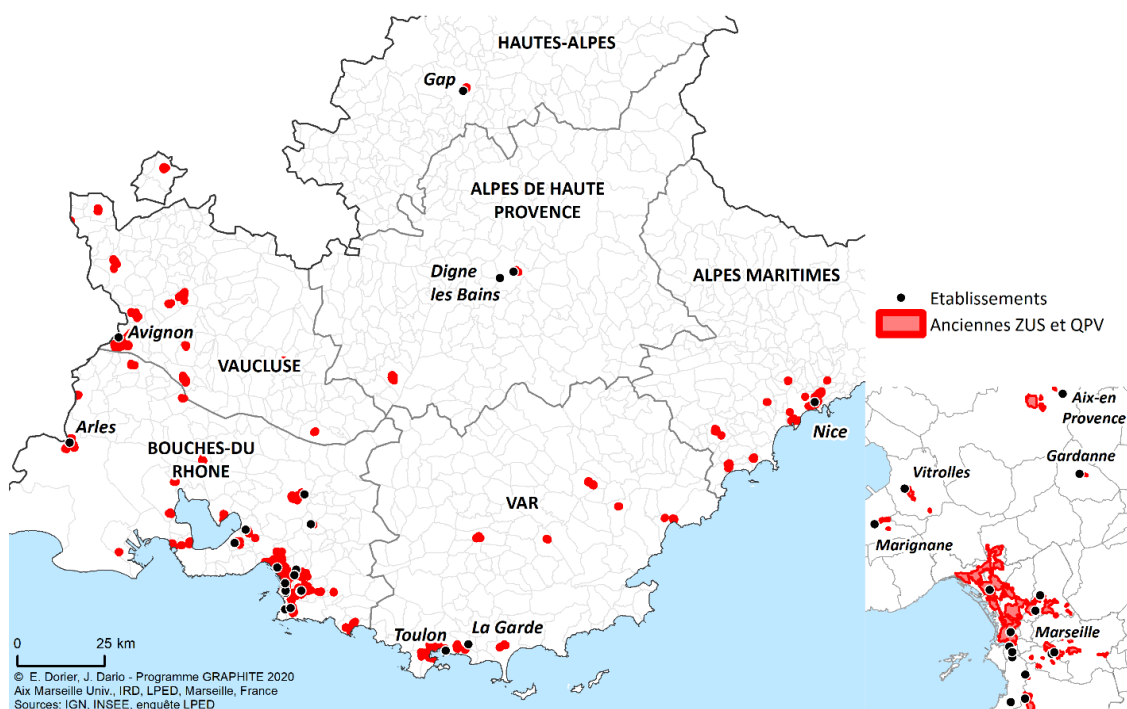 HAUTES-ALPES
Gap
ALPES DE HAUTE
PROVENCE
Digne
les Bains
ALPES MARITIMES
Etablissements
Anciennes ZUS et QPV
Avignon
VAUCLUSE
Arles
BOUCHES-DU
RHONE
Nice
VAR
Aix-en
Provence
Gardanne
Vitrolles
Marignane
Marseille
Toulon
La Garde
0 25 km
© E. Dorier, J. Dario - Programme GRAPHITE 2020
Aix Marseille Univ., IRD, LPED, Marseille, France
Sources: IGN, INSEE, enquête LPED